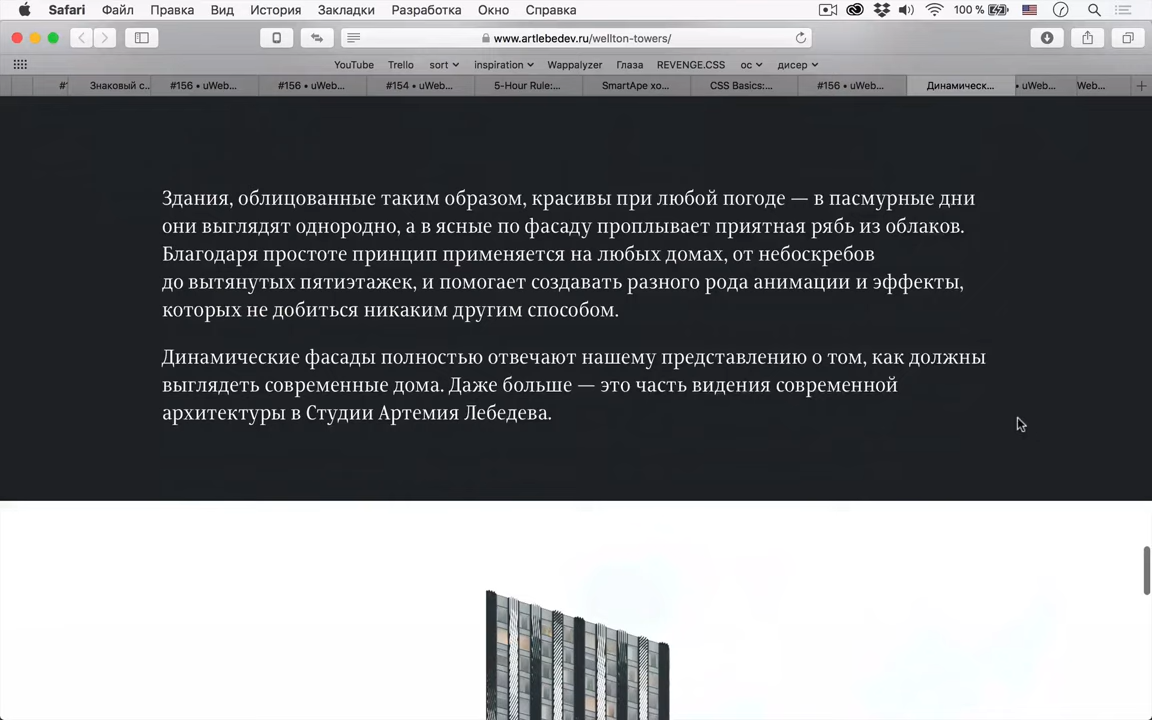 Safari Файл Правка Вид История Закладки Разработка Окно Справка 100 %
www.artlebedev.ru/wellton-towers/
YouTube Trello sort inspiration Wappalyzer Глаза REVENGE.CSS ос дисер
#1 Знаковый с... #156 • uWeb... #156 • uWeb... #154 • uWeb... 5-Hour Rule:... SmartApe хо... CSS Basics:... #156 • uWeb... Динамическ... • uWeb... Web...
Здания, облицованные таким образом, красивы при любой погоде — в пасмурные дни
они выглядят однородно, а в ясные по фасаду проплывает приятная рябь из облаков.
Благодаря простоте принцип применяется на любых домах, от небоскребов
до вытянутых пятиэтажек, и помогает создавать разного рода анимации и эффекты,
которых не добиться никаким другим способом.
Динамические фасады полностью отвечают нашему представлению о том, как должны
выглядеть современные дома. Даже больше — это часть видения современной
архитектуры в Студии Артемия Лебедева.